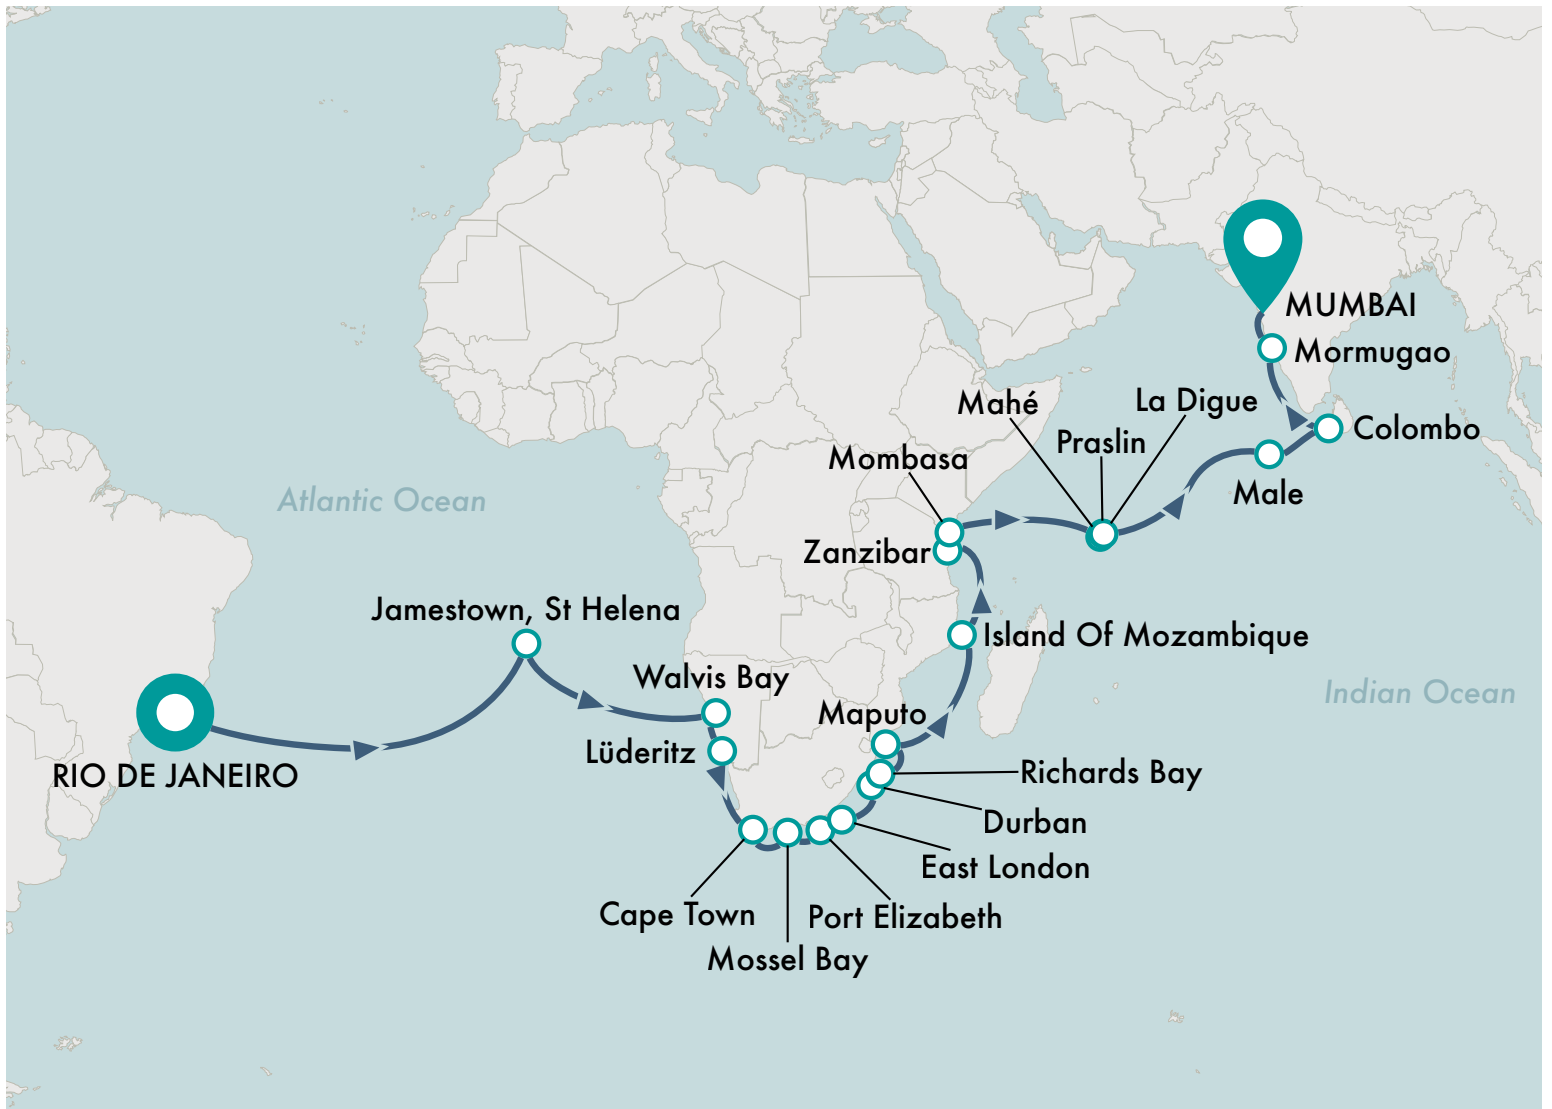 MUMBAI
Mormugao
Mahé
La Digue
Colombo
Praslin
Mombasa
Male
Atlantic Ocean
Zanzibar
Jamestown, St Helena
Island Of Mozambique
Walvis Bay
Indian Ocean
Maputo
Lüderitz
RIO DE JANEIRO
Richards Bay
Durban
East London
Cape Town
Port Elizabeth
Mossel Bay